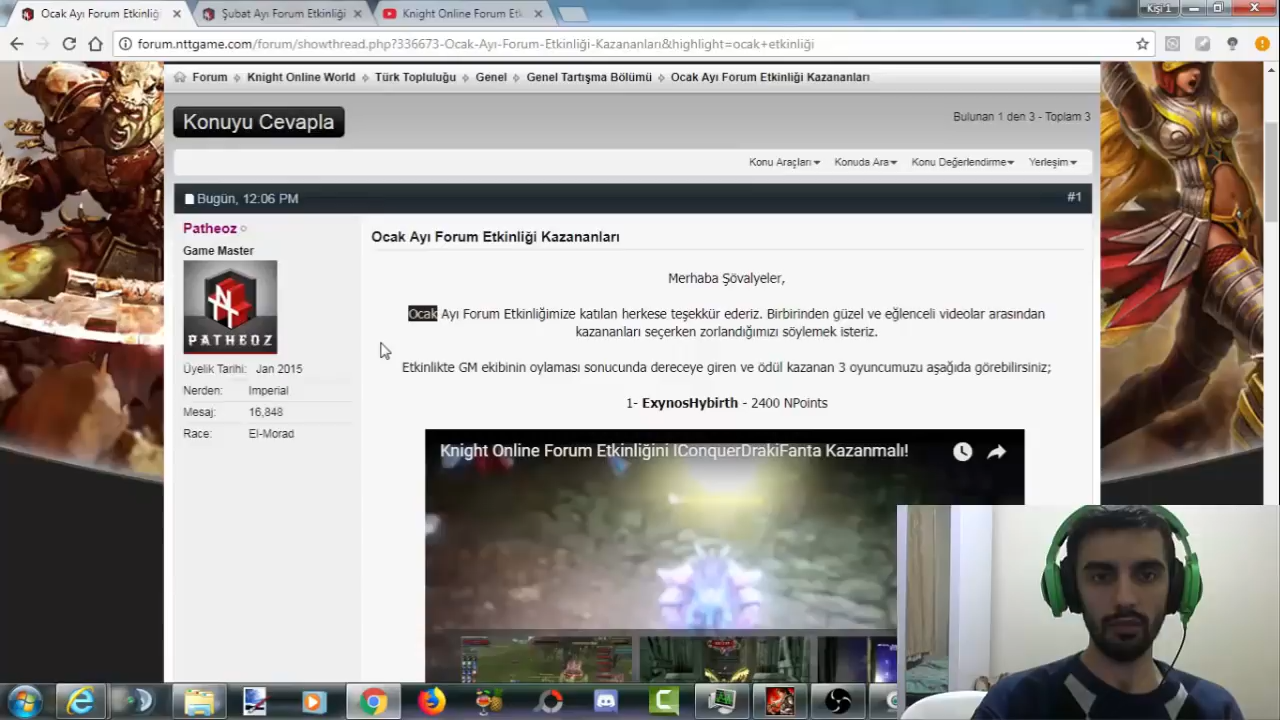 Ocak Ayı Forum Etkinliğ
Şubat Ayı Forum Etkinliği
Knight Online Forum Etk
Kişi 1
forum.nttgame.com/forum/showthread.php?336673-Ocak-Ayı-Forum-Etkinliği-Kazananları&highlight=ocak+etkinliği
Forum Knight Online World Türk Topluluğu Genel Genel Tartışma Bölümü Ocak Ayı Forum Etkinliği Kazananları
Konuyu Cevapla
Bulunan 1 den 3 - Toplam 3
Konu Araçları Konuda Ara Konu Değerlendirme Yerleşim
Bugün, 12:06 PM
#1
Patheoz
Game Master
PATHEOZ
Üyelik Tarihi: Jan 2015
Nerden: Imperial
Mesaj: 16,848
Race: El-Morad
Ocak Ayı Forum Etkinliği Kazananları
Merhaba Şövalyeler,
Ocak Ayı Forum Etkinliğimize katılan herkese teşekkür ederiz. Birbirinden güzel ve eğlenceli videolar arasından
kazananları seçerken zorlandığımızı söylemek isteriz.
Etkinlikte GM ekibinin oylaması sonucunda dereceye giren ve ödül kazanan 3 oyuncumuzu aşağıda görebilirsiniz;
1- ExynosHybirth - 2400 NPoints
Knight Online Forum Etkinliğini IConquerDrakiFanta Kazanmalı!